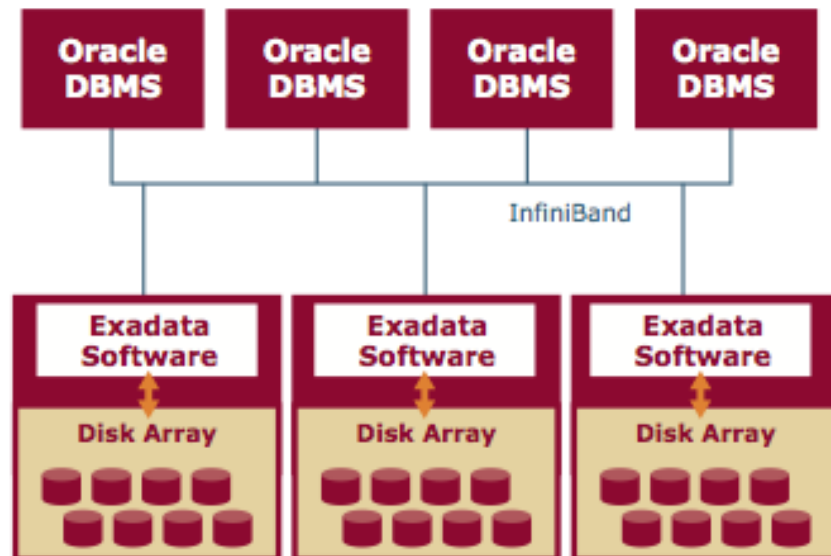 Oracle
DBMS
Oracle
DBMS
Oracle
DBMS
Oracle
DBMS
InfiniBand
Exadata
Software
Exadata
Software
Exadata
Software
Disk Array
Disk Array
Disk Array